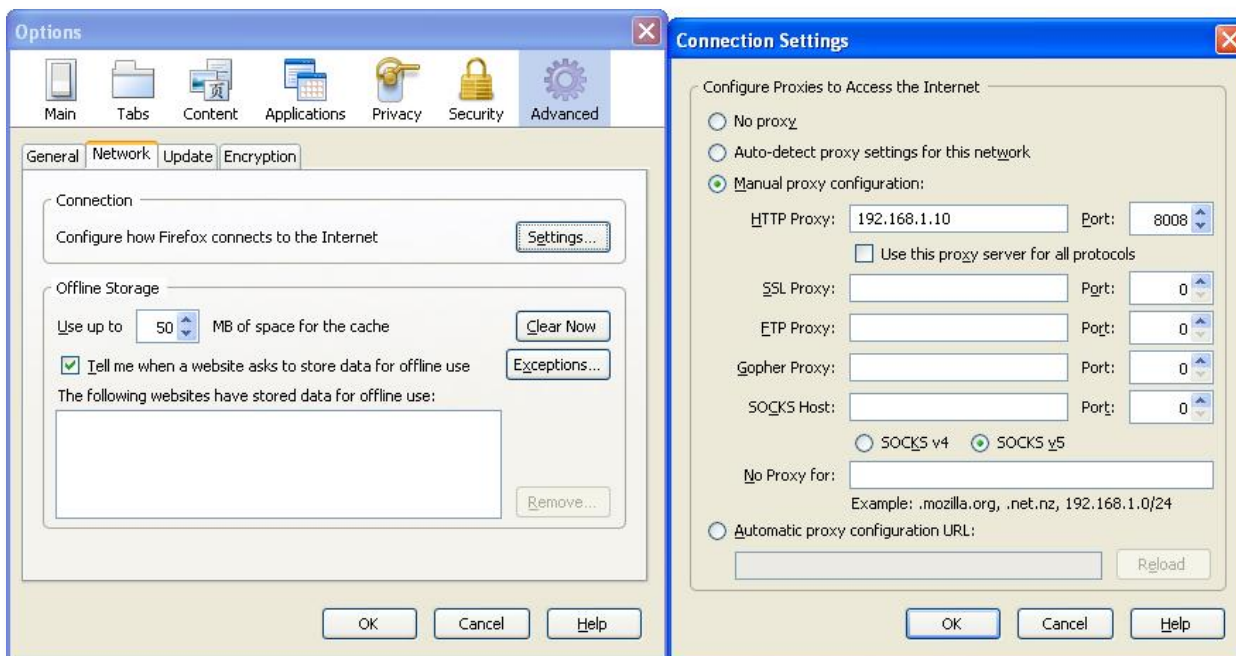 Options
Main Tabs Content 页 Applications Privacy Security Advanced
General Network Update Encryption
Connection
Configure how Firefox connects to the Internet Settings...
Offline Storage
Use up to 50 MB of space for the cache Clear Now
Tell me when a website asks to store data for offline use Exceptions...
The following websites have stored data for offline use:
Remove...
OK Cancel Help
Connection Settings
Configure Proxies to Access the Internet
No proxy
Auto-detect proxy settings for this network
Manual proxy configuration:
HTTP Proxy: 192.168.1.10 Port: 8008
Use this proxy server for all protocols
SSL Proxy: Port: 0
FTP Proxy: Port: 0
Gopher Proxy: Port: 0
SOCKS Host: Port: 0
SOCKS v4 SOCKS v5
No Proxy for:
Example: .mozilla.org, .net.nz, 192.168.1.0/24
Automatic proxy configuration URL:
Reload
OK Cancel Help